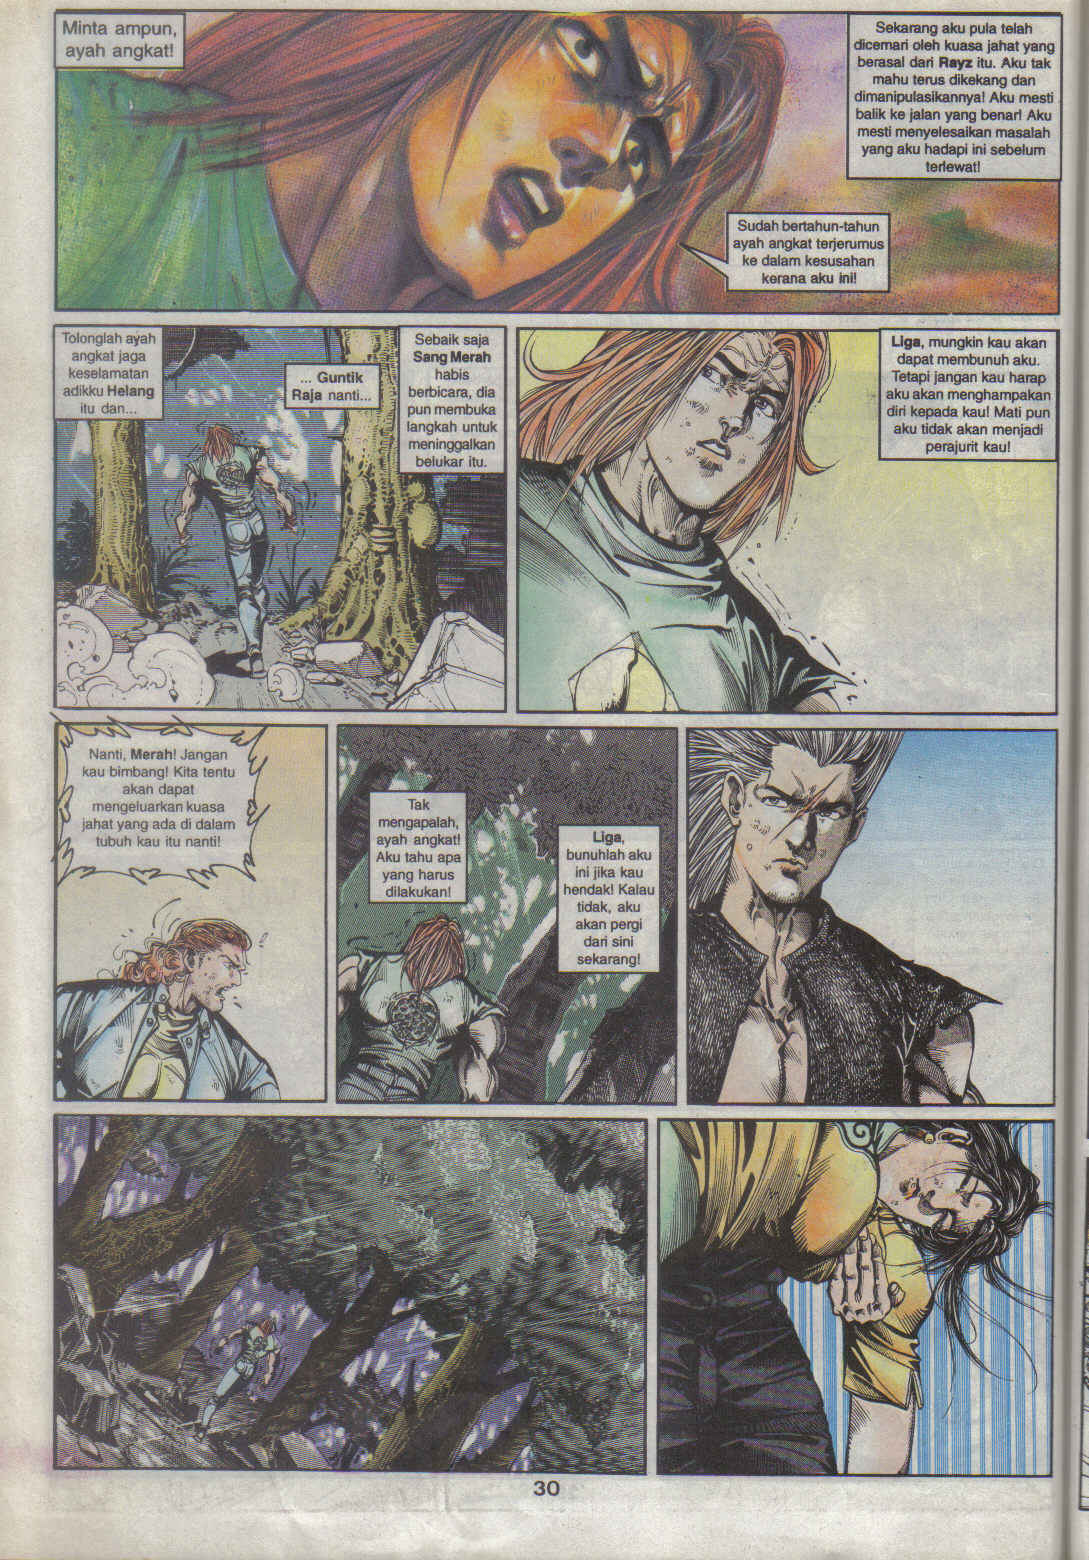 Minta ampun,
ayah angkat!
Sekarang aku pula telah
dicemari oleh kuasa jahat yang
berasal dari Rayz itu. Aku tak
mahu terus dikekang dan
dimanipulasikannya! Aku mesti
balik ke jalan yang benar! Aku
mesti menyelesaikan masalah
yang aku hadapi ini sebelum
terlewat!
Sudah bertahun-tahun
ayah angkat terjerumus
ke dalam kesusahan
kerana aku ini!
Tolonglah ayah
angkat jaga
keselamatan
adikku Helang
itu dan...
... Guntik
Raja nanti...
Sebaik saja
Sang Merah
habis
berbicara, dia
pun membuka
langkah untuk
meninggalkan
belukar itu.
Liga, mungkin kau akan
dapat membunuh aku.
Tetapi jangan kau harap
aku akan menghampakan
diri kepada kau! Mati pun
aku tidak akan menjadi
perajurit kau!
Nanti, Merah! Jangan
kau bimbang! Kita tentu
akan dapat
mengeluarkan kuasa
jahat yang ada di dalam
tubuh kau itu nanti!
Tak
mengapalah,
ayah angkat!
Aku tahu apa
yang harus
dilakukan!
Liga,
bunuhlah aku
ini jika kau
hendak! Kalau
tidak, aku
akan pergi
dari sini
sekarang!
30